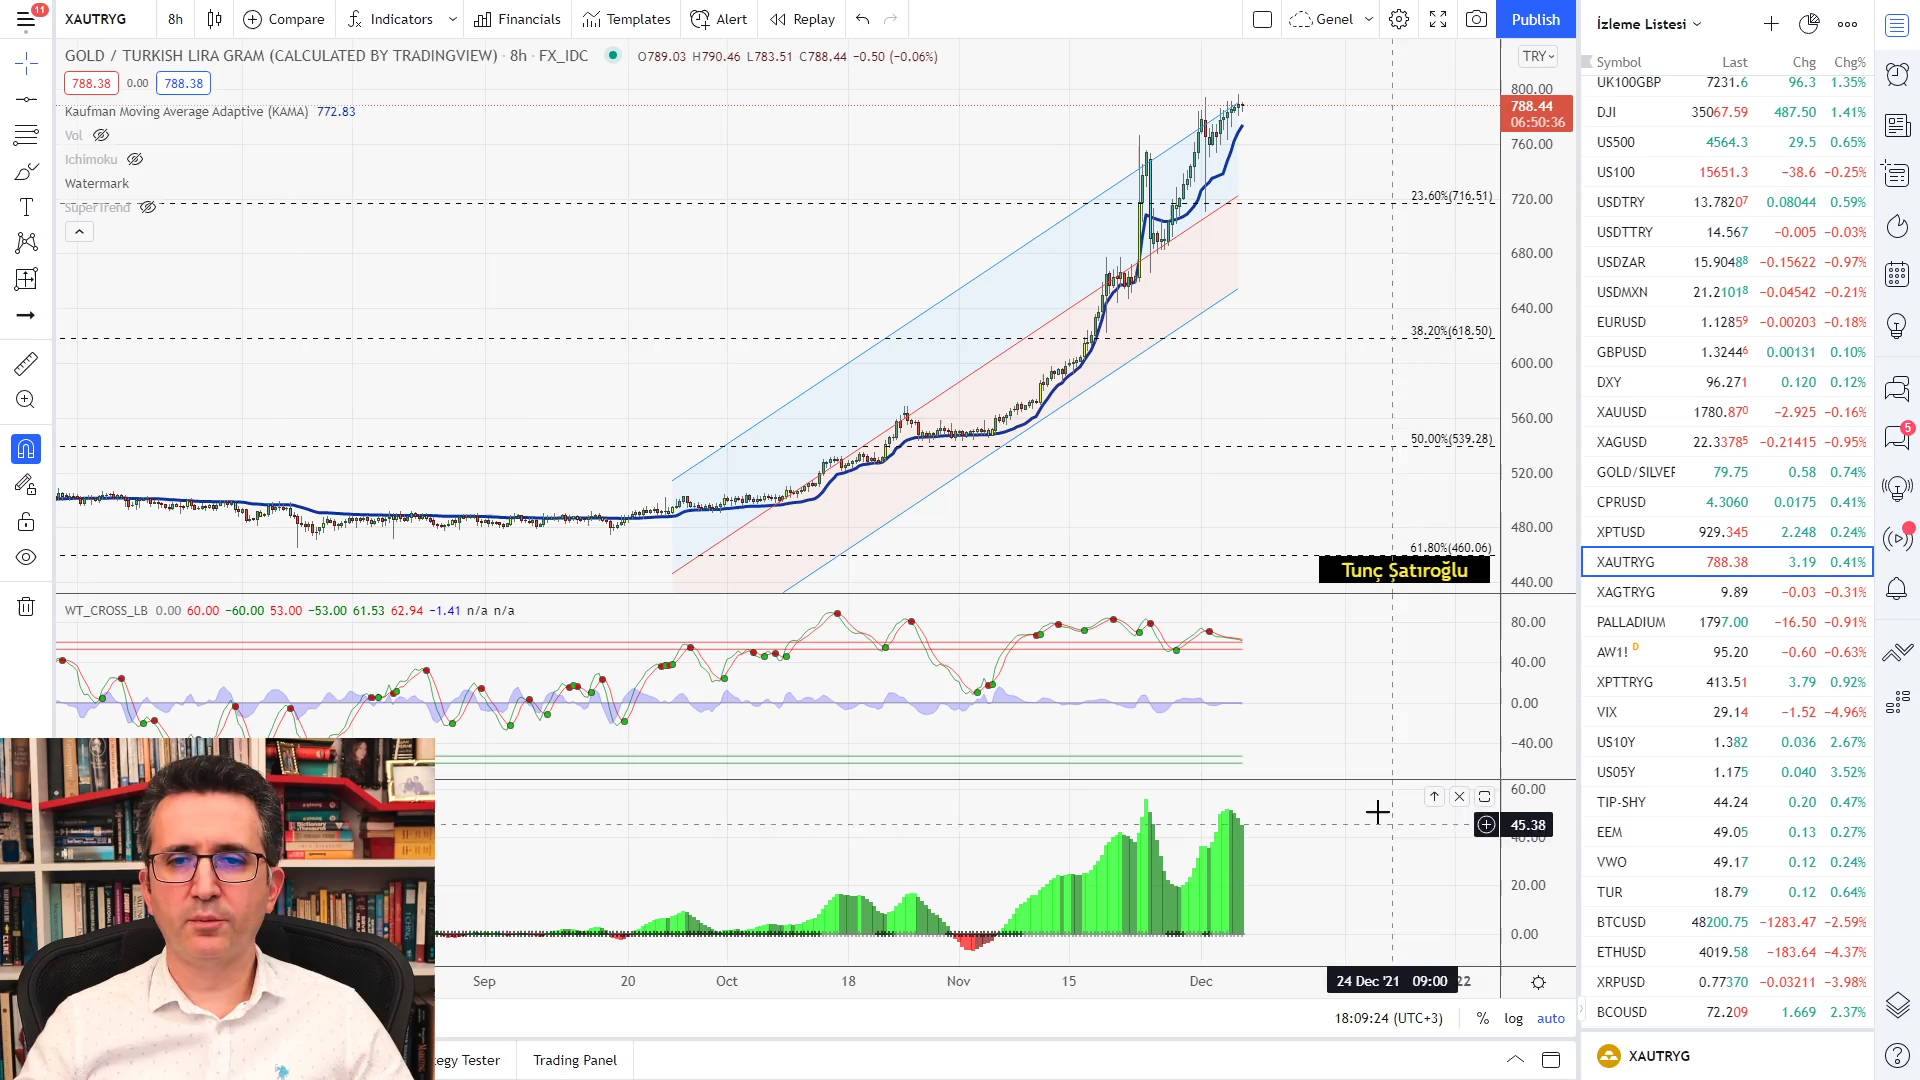 11
XAUTRYG
8h
Compare
Indicators
Financials
Templates
Alert
Replay
Genel
Publish
GOLD / TURKISH LIRA GRAM (CALCULATED BY TRADINGVIEW) · 8h · FX_IDC
O789.03 H790.46 L783.51 C788.44 −0.50 (−0.06%)
TRY
788.38 0.00 788.38
Kaufman Moving Average Adaptive (KAMA) 772.83
Vol
Ichimoku
Watermark
SuperTrend
800.00
788.44
06:50:36
760.00
720.00
680.00
640.00
600.00
560.00
520.00
480.00
440.00
23.60%(716.51)
38.20%(618.50)
50.00%(539.28)
61.80%(460.06)
Tunç Şatıroğlu
WT_CROSS_LB 0.00 60.00 −60.00 53.00 −53.00 61.53 62.94 −1.41 n/a n/a
80.00
40.00
0.00
−40.00
60.00
45.38
40.00
20.00
0.00
Sep
20
Oct
18
Nov
15
Dec
24 Dec '21 09:00
22
18:09:24 (UTC+3)
%
log
auto
egy Tester
Trading Panel
İzleme Listesi
Symbol Last Chg Chg%
UK100GBP 7231.6 96.3 1.35%
DJI 35067.59 487.50 1.41%
US500 4564.3 29.5 0.65%
US100 15651.3 −38.6 −0.25%
USDTRY 13.78207 0.08044 0.59%
USDTTRY 14.567 −0.005 −0.03%
USDZAR 15.90488 −0.15622 −0.97%
USDMXN 21.21018 −0.04542 −0.21%
EURUSD 1.12859 −0.00203 −0.18%
GBPUSD 1.32446 0.00131 0.10%
DXY 96.271 0.120 0.12%
XAUUSD 1780.870 −2.925 −0.16%
XAGUSD 22.33785 −0.21415 −0.95%
GOLD/SILVER 79.75 0.58 0.74%
CPRUSD 4.3060 0.0175 0.41%
XPTUSD 929.345 2.248 0.24%
XAUTRYG 788.38 3.19 0.41%
XAGTRYG 9.89 −0.03 −0.31%
PALLADIUM 1797.00 −16.50 −0.91%
AW1! D 95.20 −0.60 −0.63%
XPTTRYG 413.51 3.79 0.92%
VIX 29.14 −1.52 −4.96%
US10Y 1.382 0.036 2.67%
US05Y 1.175 0.040 3.52%
TIP-SHY 44.24 0.20 0.47%
EEM 49.05 0.13 0.27%
VWO 49.17 0.12 0.24%
TUR 18.79 0.12 0.64%
BTCUSD 48200.75 −1283.47 −2.59%
ETHUSD 4019.58 −183.64 −4.37%
XRPUSD 0.77370 −0.03211 −3.98%
BCOUSD 72.209 1.669 2.37%
XAUTRYG
5